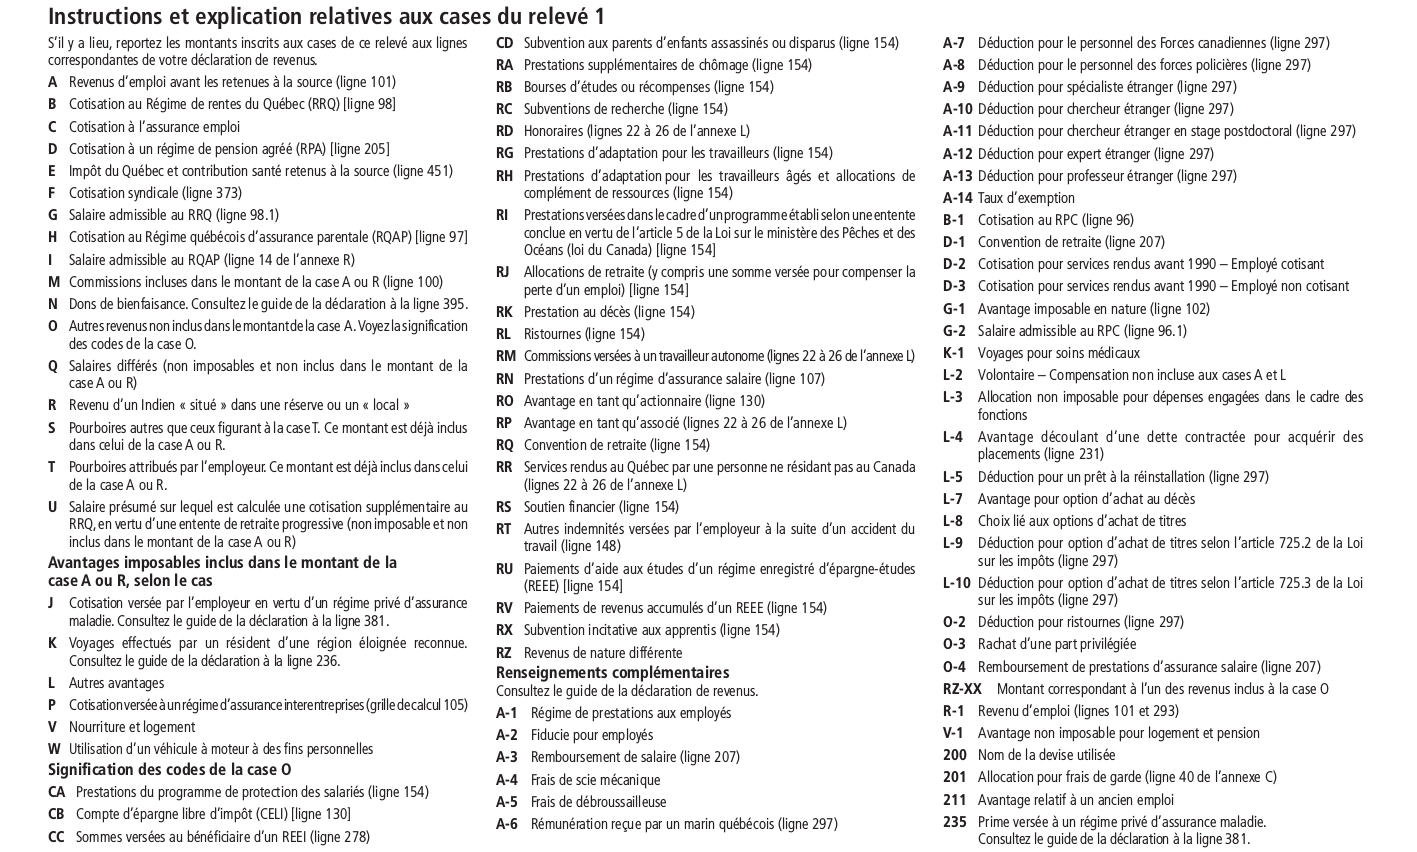 Instructions et explication relatives aux cases du relevé 1
S'il y a lieu, reportez les montants inscrits aux cases de ce relevé aux lignes
correspondantes de votre déclaration de revenus.
A Revenus d'emploi avant les retenues à la source (ligne 101)
B Cotisation au Régime de rentes du Québec (RRQ) [ligne 98]
C Cotisation à l'assurance emploi
D Cotisation à un régime de pension agréé (RPA) [ligne 205]
E Impôt du Québec et contribution santé retenus à la source (ligne 451)
F Cotisation syndicale (ligne 373)
G Salaire admissible au RRQ (ligne 98.1)
H Cotisation au Régime québécois d'assurance parentale (RQAP) [ligne 97]
I Salaire admissible au RQAP (ligne 14 de l'annexe R)
M Commissions incluses dans le montant de la case A ou R (ligne 100)
N Dons de bienfaisance. Consultez le guide de la déclaration à la ligne 395.
O Autres revenus non inclus dans le montant de la case A. Voyez la signification
des codes de la case O.
Q Salaires différés (non imposables et non inclus dans le montant de la
case A ou R)
R Revenu d'un Indien « situé » dans une réserve ou un « local »
S Pourboires autres que ceux figurant à la case T. Ce montant est déjà inclus
dans celui de la case A ou R.
T Pourboires attribués par l'employeur. Ce montant est déjà inclus dans celui
de la case A ou R.
U Salaire présumé sur lequel est calculée une cotisation supplémentaire au
RRQ, en vertu d'une entente de retraite progressive (non imposable et non
inclus dans le montant de la case A ou R)
Avantages imposables inclus dans le montant de la
case A ou R, selon le cas
J Cotisation versée par l'employeur en vertu d'un régime privé d'assurance
maladie. Consultez le guide de la déclaration à la ligne 381.
K Voyages effectués par un résident d'une région éloignée reconnue.
Consultez le guide de la déclaration à la ligne 236.
L Autres avantages
P Cotisation versée à un régime d'assurance interentreprises (grille de calcul 105)
V Nourriture et logement
W Utilisation d'un véhicule à moteur à des fins personnelles
Signification des codes de la case O
CA Prestations du programme de protection des salariés (ligne 154)
CB Compte d'épargne libre d'impôt (CELI) [ligne 130]
CC Sommes versées au bénéficiaire d'un REEI (ligne 278)
CD Subvention aux parents d'enfants assassinés ou disparus (ligne 154)
RA Prestations supplémentaires de chômage (ligne 154)
RB Bourses d'études ou récompenses (ligne 154)
RC Subventions de recherche (ligne 154)
RD Honoraires (lignes 22 à 26 de l'annexe L)
RG Prestations d'adaptation pour les travailleurs (ligne 154)
RH Prestations d'adaptation pour les travailleurs âgés et allocations de
complément de ressources (ligne 154)
RI Prestations versées dans le cadre d'un programme établi selon une entente
conclue en vertu de l'article 5 de la Loi sur le ministère des Pêches et des
Océans (loi du Canada) [ligne 154]
RJ Allocations de retraite (y compris une somme versée pour compenser la
perte d'un emploi) [ligne 154]
RK Prestation au décès (ligne 154)
RL Ristournes (ligne 154)
RM Commissions versées à un travailleur autonome (lignes 22 à 26 de l'annexe L)
RN Prestations d'un régime d'assurance salaire (ligne 107)
RO Avantage en tant qu'actionnaire (ligne 130)
RP Avantage en tant qu'associé (lignes 22 à 26 de l'annexe L)
RQ Convention de retraite (ligne 154)
RR Services rendus au Québec par une personne ne résidant pas au Canada
(lignes 22 à 26 de l'annexe L)
RS Soutien financier (ligne 154)
RT Autres indemnités versées par l'employeur à la suite d'un accident du
travail (ligne 148)
RU Paiements d'aide aux études d'un régime enregistré d'épargne-études
(REEE) [ligne 154]
RV Paiements de revenus accumulés d'un REEE (ligne 154)
RX Subvention incitative aux apprentis (ligne 154)
RZ Revenus de nature différente
Renseignements complémentaires
Consultez le guide de la déclaration de revenus.
A-1 Régime de prestations aux employés
A-2 Fiducie pour employés
A-3 Remboursement de salaire (ligne 207)
A-4 Frais de scie mécanique
A-5 Frais de débroussailleuse
A-6 Rémunération reçue par un marin québécois (ligne 297)
A-7 Déduction pour le personnel des Forces canadiennes (ligne 297)
A-8 Déduction pour le personnel des forces policières (ligne 297)
A-9 Déduction pour spécialiste étranger (ligne 297)
A-10 Déduction pour chercheur étranger (ligne 297)
A-11 Déduction pour chercheur étranger en stage postdoctoral (ligne 297)
A-12 Déduction pour expert étranger (ligne 297)
A-13 Déduction pour professeur étranger (ligne 297)
A-14 Taux d'exemption
B-1 Cotisation au RPC (ligne 96)
D-1 Convention de retraite (ligne 207)
D-2 Cotisation pour services rendus avant 1990 – Employé cotisant
D-3 Cotisation pour services rendus avant 1990 – Employé non cotisant
G-1 Avantage imposable en nature (ligne 102)
G-2 Salaire admissible au RPC (ligne 96.1)
K-1 Voyages pour soins médicaux
L-2 Volontaire – Compensation non incluse aux cases A et L
L-3 Allocation non imposable pour dépenses engagées dans le cadre des
fonctions
L-4 Avantage découlant d'une dette contractée pour acquérir des
placements (ligne 231)
L-5 Déduction pour un prêt à la réinstallation (ligne 297)
L-7 Avantage pour option d'achat au décès
L-8 Choix lié aux options d'achat de titres
L-9 Déduction pour option d'achat de titres selon l'article 725.2 de la Loi
sur les impôts (ligne 297)
L-10 Déduction pour option d'achat de titres selon l'article 725.3 de la Loi
sur les impôts (ligne 297)
O-2 Déduction pour ristournes (ligne 297)
O-3 Rachat d'une part privilégiée
O-4 Remboursement de prestations d'assurance salaire (ligne 207)
RZ-XX Montant correspondant à l'un des revenus inclus à la case O
R-1 Revenu d'emploi (lignes 101 et 293)
V-1 Avantage non imposable pour logement et pension
200 Nom de la devise utilisée
201 Allocation pour frais de garde (ligne 40 de l'annexe C)
211 Avantage relatif à un ancien emploi
235 Prime versée à un régime privé d'assurance maladie.
Consultez le guide de la déclaration à la ligne 381.